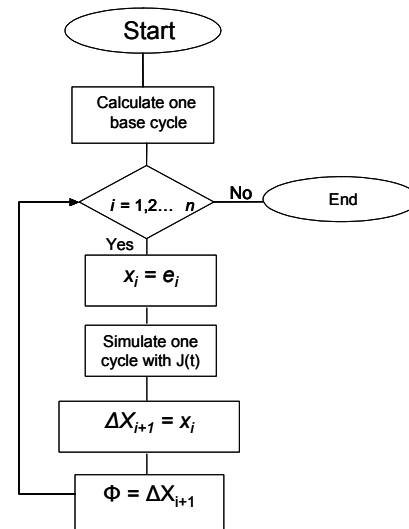 Start
Calculate one
base cycle
i = 1,2... n
No
End
Yes
xᵢ = eᵢ
Simulate one
cycle with J(t)
ΔXᵢ₊₁ = xᵢ
Φ = ΔXᵢ₊₁